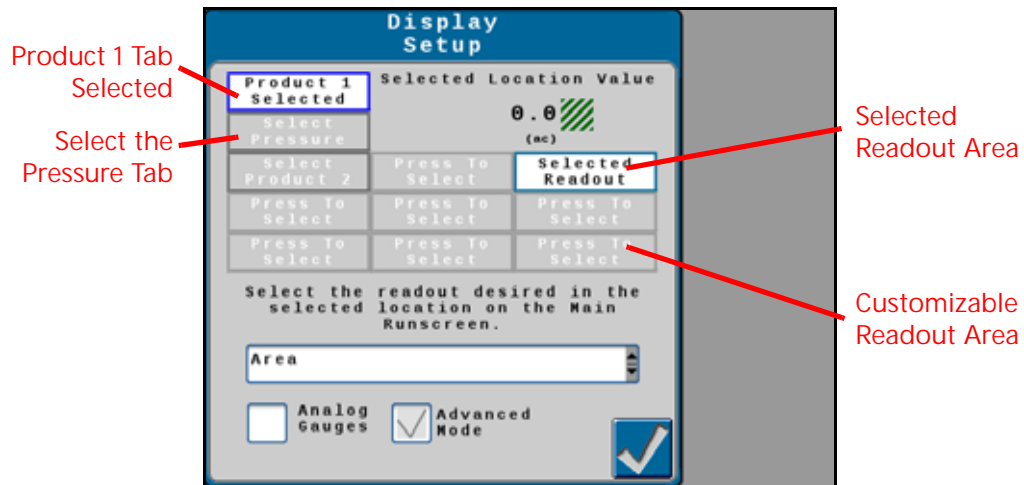 Display
Setup
Product 1 Tab
Selected
Select the
Pressure Tab
Product 1
Selected
Selected Location Value
0.0
(ac)
Select
Pressure
Select
Product 2
Press To
Select
Selected
Readout
Press To
Select
Press To
Select
Press To
Select
Press To
Select
Press To
Select
Press To
Select
Selected
Readout Area
Customizable
Readout Area
Select the readout desired in the
selected location on the Main
Runscreen.
Area
Analog
Gauges
Advanced
Mode